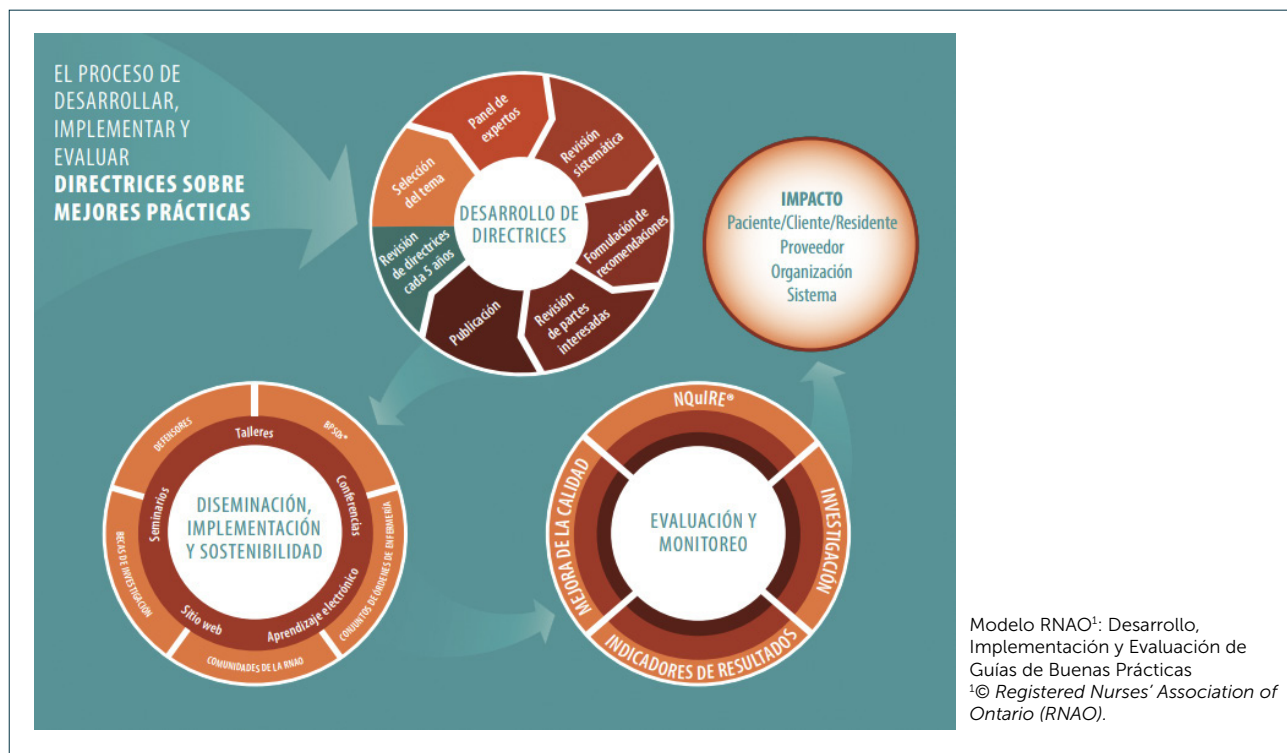 EL PROCESO DE
DESARROLLAR,
IMPLEMENTAR Y
EVALUAR
DIRECTRICES SOBRE
MEJORES PRÁCTICAS
DESARROLLO DE
DIRECTRICES
Selección
del tema
Panel de
expertos
Revisión
sistemática
Formulación de
recomendaciones
Revisión
de partes
interesadas
Publicación
Revisión
de directrices
cada 5 años
IMPACTO
Paciente/Cliente/Residente
Proveedor
Organización
Sistema
DISEMINACIÓN,
IMPLEMENTACIÓN
Y SOSTENIBILIDAD
Talleres
Conferencias
Aprendizaje electrónico
Sitio web
Seminarios
DEFENSORES
BPSOs®
CONJUNTOS DE ÓRDENES DE ENFERMERÍA
COMUNIDADES DE LA RNAO
BECAS DE INVESTIGACIÓN
EVALUACIÓN Y
MONITOREO
NQuIRE®
INVESTIGACIÓN
INDICADORES DE RESULTADOS
MEJORA DE LA CALIDAD
Modelo RNAO¹: Desarrollo,
Implementación y Evaluación de
Guías de Buenas Prácticas
¹© Registered Nurses’ Association of
Ontario (RNAO).